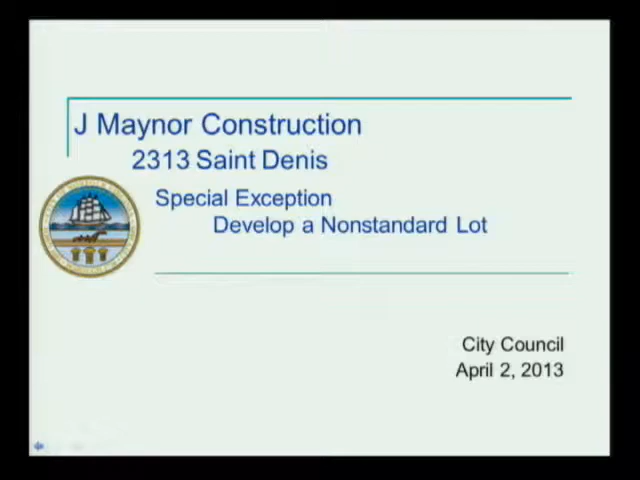 J Maynor Construction
2313 Saint Denis
Special Exception
Develop a Nonstandard Lot
City Council
April 2, 2013